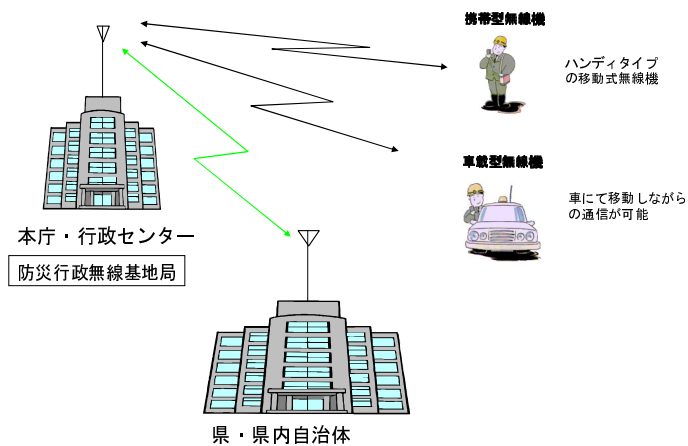 携帯型無線機
ハンディタイプ
の移動式無線機
車載型無線機
車にて移動しながら
の通信が可能
本庁・行政センター
防災行政無線基地局
県・県内自治体